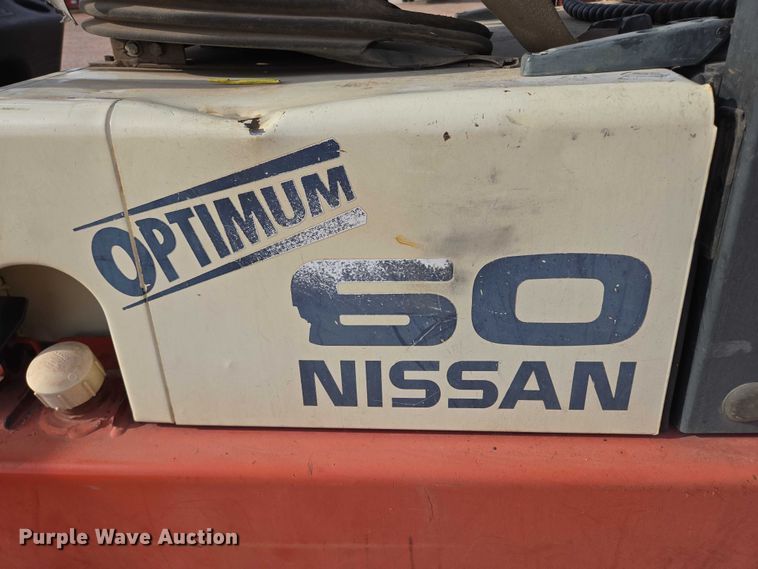 OPTIMUM
60
NISSAN
Purple Wave Auction